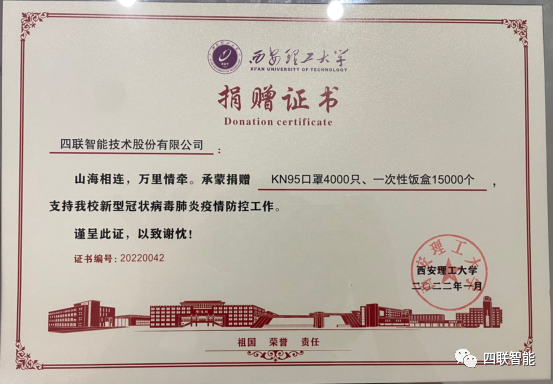 西安理工大学
XI'AN UNIVERSITY OF TECHNOLOGY
捐赠证书
Donation certificate
四联智能技术股份有限公司：
山海相连，万里情牵。承蒙捐赠 KN95口罩4000只、一次性饭盒15000个，
支持我校新型冠状病毒肺炎疫情防控工作。
谨呈此证，以致谢忱！
证书编号：20220042
西安理工大学
西安理工大学
二〇二二年一月
祖国 荣誉 责任
四联智能